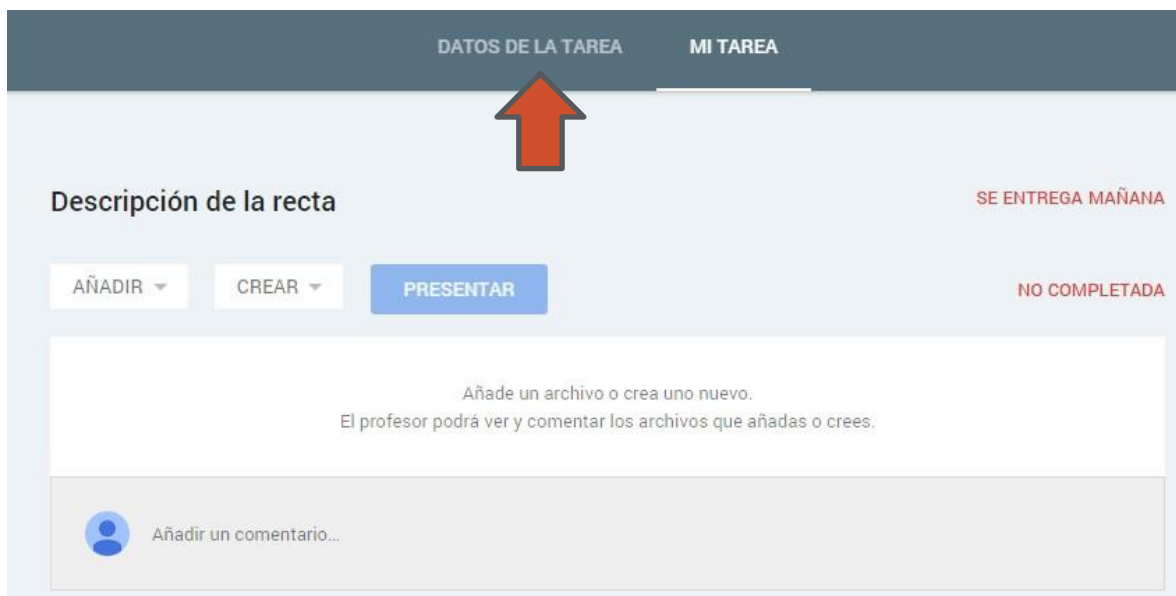 DATOS DE LA TAREA MI TAREA
Descripción de la recta SE ENTREGA MAÑANA
AÑADIR CREAR PRESENTAR NO COMPLETADA
Añade un archivo o crea uno nuevo.
El profesor podrá ver y comentar los archivos que añadas o crees.
Añadir un comentario...